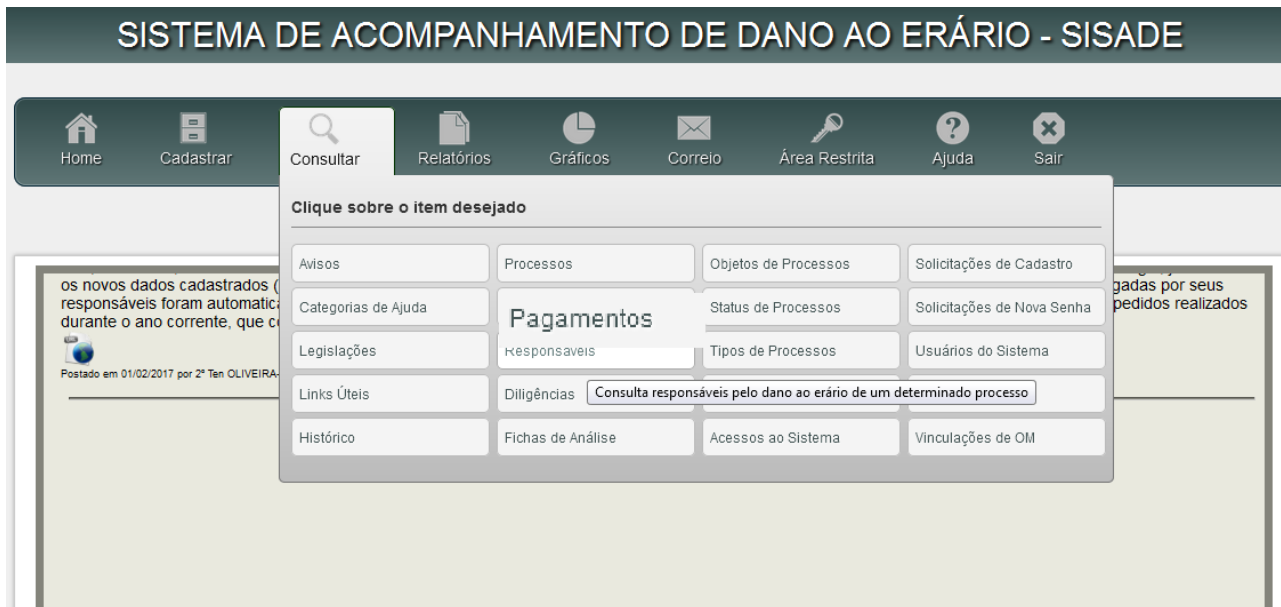 SISTEMA DE ACOMPANHAMENTO DE DANO AO ERÁRIO - SISADE
Home Cadastrar Consultar Relatórios Gráficos Correio Área Restrita Ajuda Sair
Clique sobre o item desejado
Avisos Processos Objetos de Processos Solicitações de Cadastro
os novos dados cadastrados ( gadas por seus
Categorias de Ajuda Pagamentos Status de Processos Solicitações de Nova Senha
responsáveis foram automatica pedidos realizados
durante o ano corrente, que c
Legislações Responsáveis Tipos de Processos Usuários do Sistema
Postado em 01/02/2017 por 2º Ten OLIVEIRA-
Links Úteis Diligências Consulta responsáveis pelo dano ao erário de um determinado processo
Histórico Fichas de Análise Acessos ao Sistema Vinculações de OM